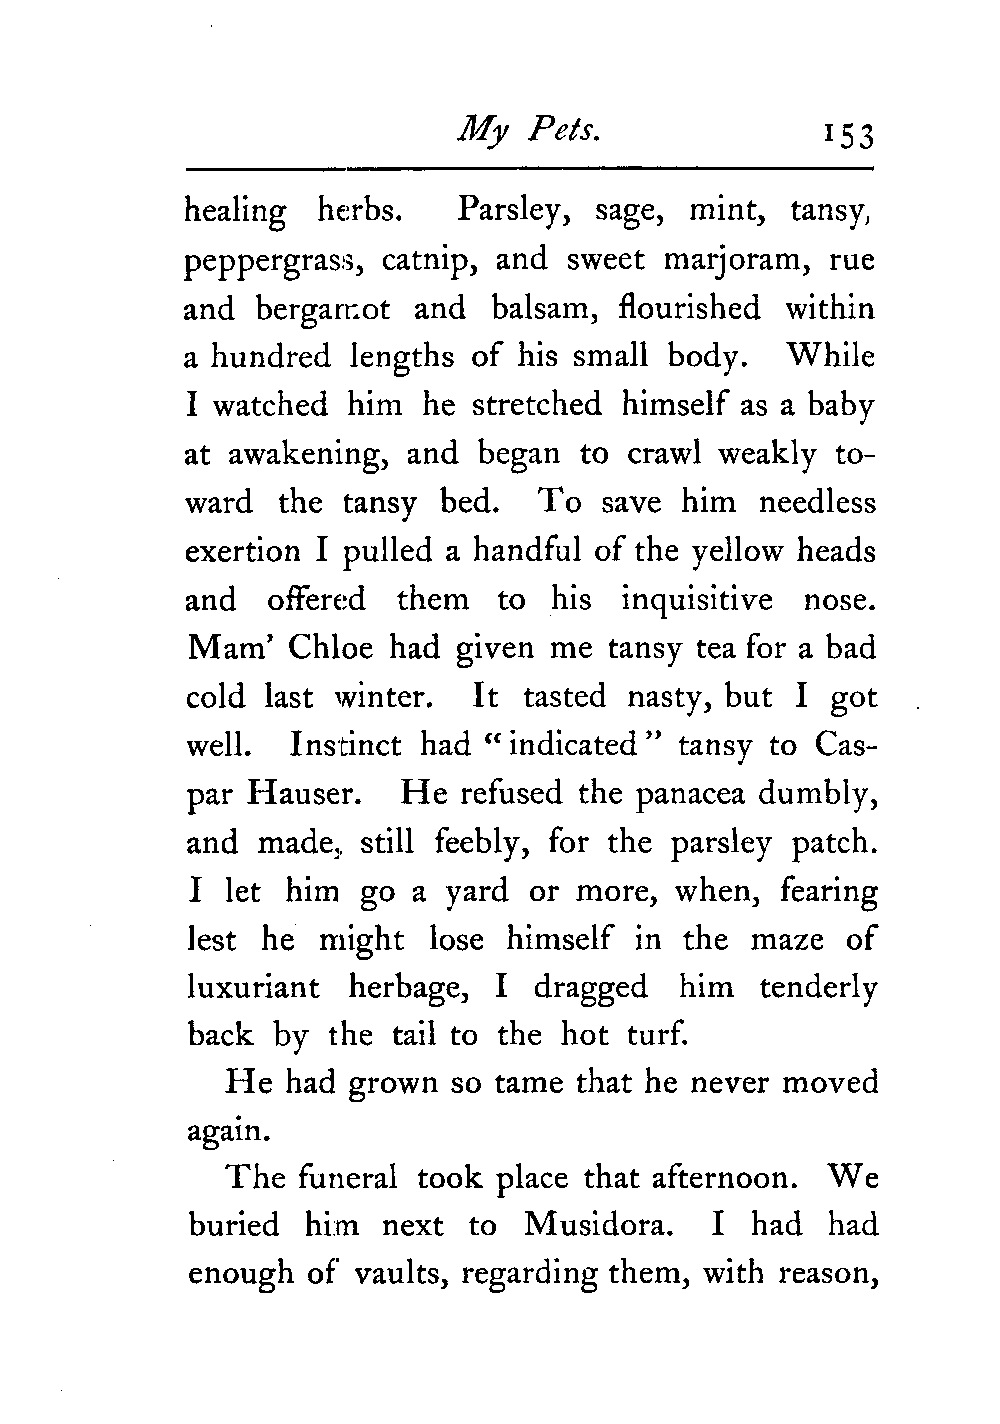 My Pets. 153
healing herbs. Parsley, sage, mint, tansy,
peppergrass, catnip, and sweet marjoram, rue
and bergamot and balsam, flourished within
a hundred lengths of his small body. While
I watched him he stretched himself as a baby
at awakening, and began to crawl weakly to-
ward the tansy bed. To save him needless
exertion I pulled a handful of the yellow heads
and offered them to his inquisitive nose.
Mam' Chloe had given me tansy tea for a bad
cold last winter. It tasted nasty, but I got
well. Instinct had “indicated” tansy to Cas-
par Hauser. He refused the panacea dumbly,
and made, still feebly, for the parsley patch.
I let him go a yard or more, when, fearing
lest he might lose himself in the maze of
luxuriant herbage, I dragged him tenderly
back by the tail to the hot turf.
He had grown so tame that he never moved
again.
The funeral took place that afternoon. We
buried him next to Musidora. I had had
enough of vaults, regarding them, with reason,